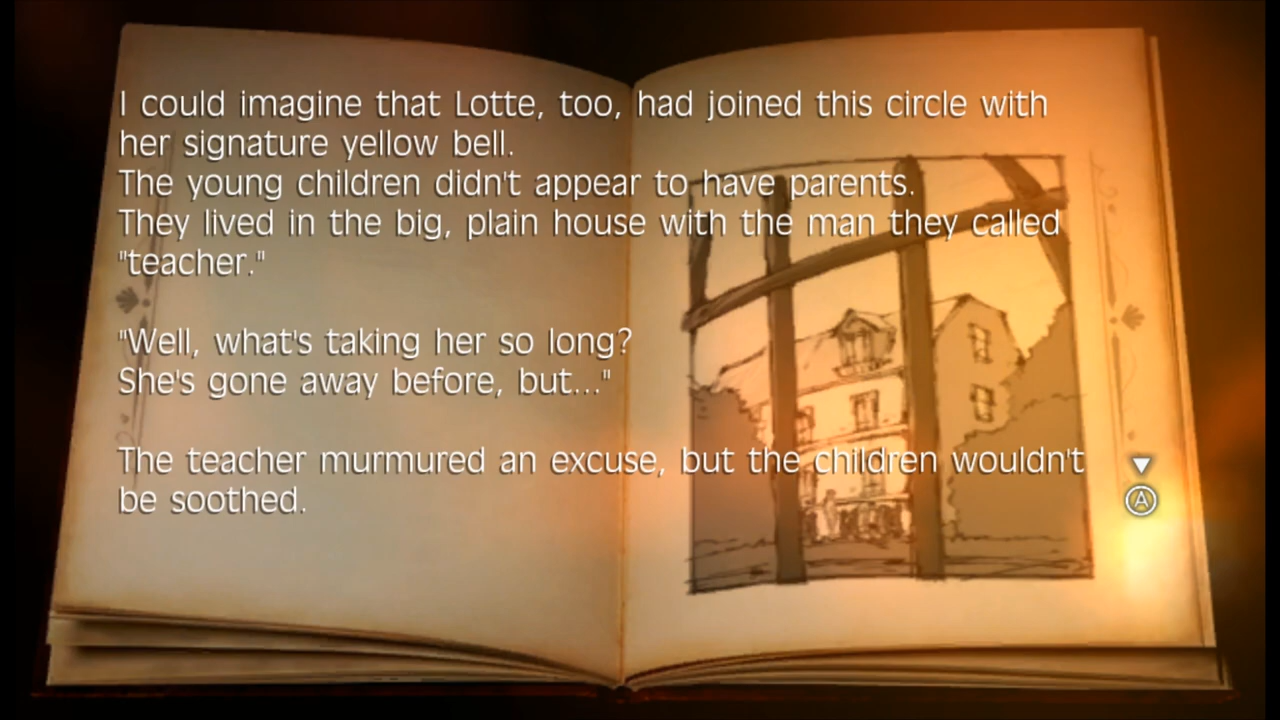 I could imagine that Lotte, too, had joined this circle with
her signature yellow bell.
The young children didn't appear to have parents.
They lived in the big, plain house with the man they called
"teacher."
"Well, what's taking her so long?
She's gone away before, but..."
The teacher murmured an excuse, but the children wouldn't
be soothed.
A